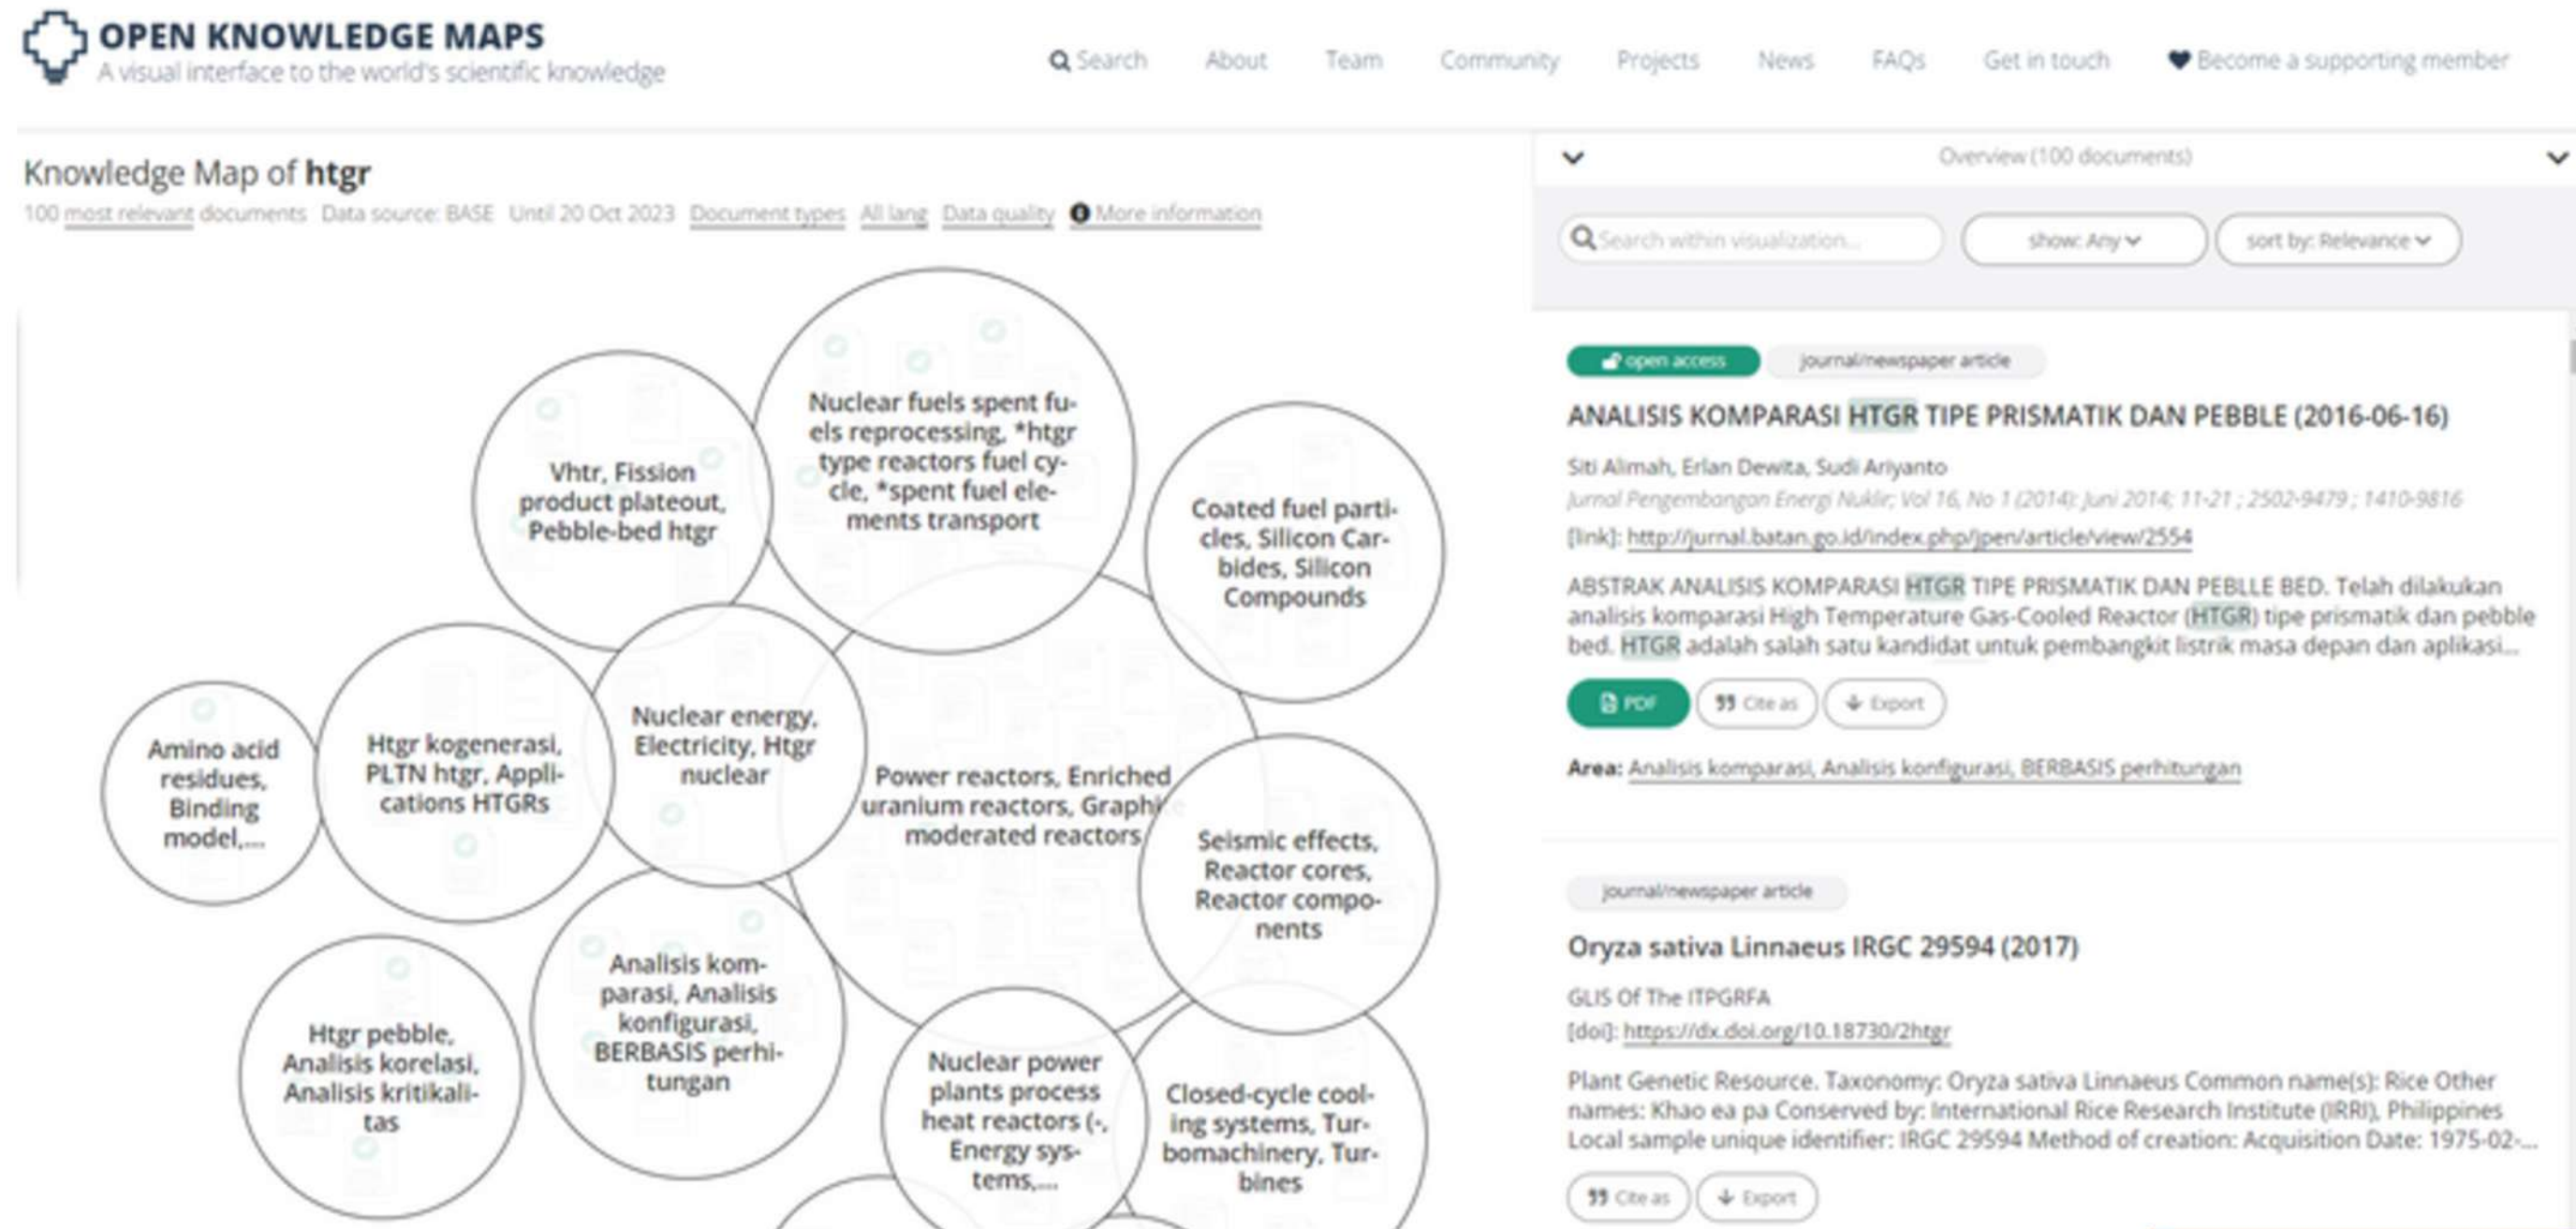 OPEN KNOWLEDGE MAPS
A visual interface to the world's scientific knowledge
Search About Team Community Projects News FAQs Get in touch Become a supporting member
Knowledge Map of htgr
100 most relevant documents Data source: BASE Until 20 Oct 2023 Document types All lang Data quality More information
Nuclear fuels spent fu-
els reprocessing, *htgr
type reactors fuel cy-
cle, *spent fuel ele-
ments transport
Vhtr, Fission
product plateout,
Pebble-bed htgr
Coated fuel parti-
cles, Silicon Car-
bides, Silicon
Compounds
Amino acid
residues,
Binding
model,...
Htgr kogenerasi,
PLTN htgr, Appli-
cations HTGRs
Nuclear energy,
Electricity, Htgr
nuclear
Power reactors, Enriched
uranium reactors, Graphite
moderated reactors
Seismic effects,
Reactor cores,
Reactor compo-
nents
Htgr pebble,
Analisis korelasi,
Analisis kritikali-
tas
Analisis kom-
parasi, Analisis
konfigurasi,
BERBASIS perhi-
tungan
Nuclear power
plants process
heat reactors (-,
Energy sys-
tems,...
Closed-cycle cool-
ing systems, Tur-
bomachinery, Tur-
bines
Overview (100 documents)
Search within visualization... show: Any sort by: Relevance
open access journal/newspaper article
ANALISIS KOMPARASI HTGR TIPE PRISMATIK DAN PEBBLE (2016-06-16)
Siti Alimah, Erlan Dewita, Sudi Ariyanto
Jurnal Pengembangan Energi Nuklir; Vol 16, No 1 (2014): Juni 2014; 11-21 ; 2502-9479 ; 1410-9816
[link]: http://jurnal.batan.go.id/index.php/jpen/article/view/2554
ABSTRAK ANALISIS KOMPARASI HTGR TIPE PRISMATIK DAN PEBLLE BED. Telah dilakukan
analisis komparasi High Temperature Gas-Cooled Reactor (HTGR) tipe prismatik dan pebble
bed. HTGR adalah salah satu kandidat untuk pembangkit listrik masa depan dan aplikasi...
PDF Cite as Export
Area: Analisis komparasi, Analisis konfigurasi, BERBASIS perhitungan
journal/newspaper article
Oryza sativa Linnaeus IRGC 29594 (2017)
GLIS Of The ITPGRFA
[doi]: https://dx.doi.org/10.18730/2htgr
Plant Genetic Resource. Taxonomy: Oryza sativa Linnaeus Common name(s): Rice Other
names: Khao ea pa Conserved by: International Rice Research Institute (IRRI), Philippines
Local sample unique identifier: IRGC 29594 Method of creation: Acquisition Date: 1975-02-...
Cite as Export